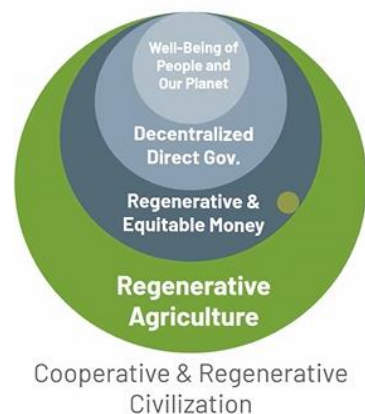 Well-Being of
People and
Our Planet
Decentralized
Direct Gov.
Regenerative &
Equitable Money
Regenerative
Agriculture
Cooperative & Regenerative
Civilization